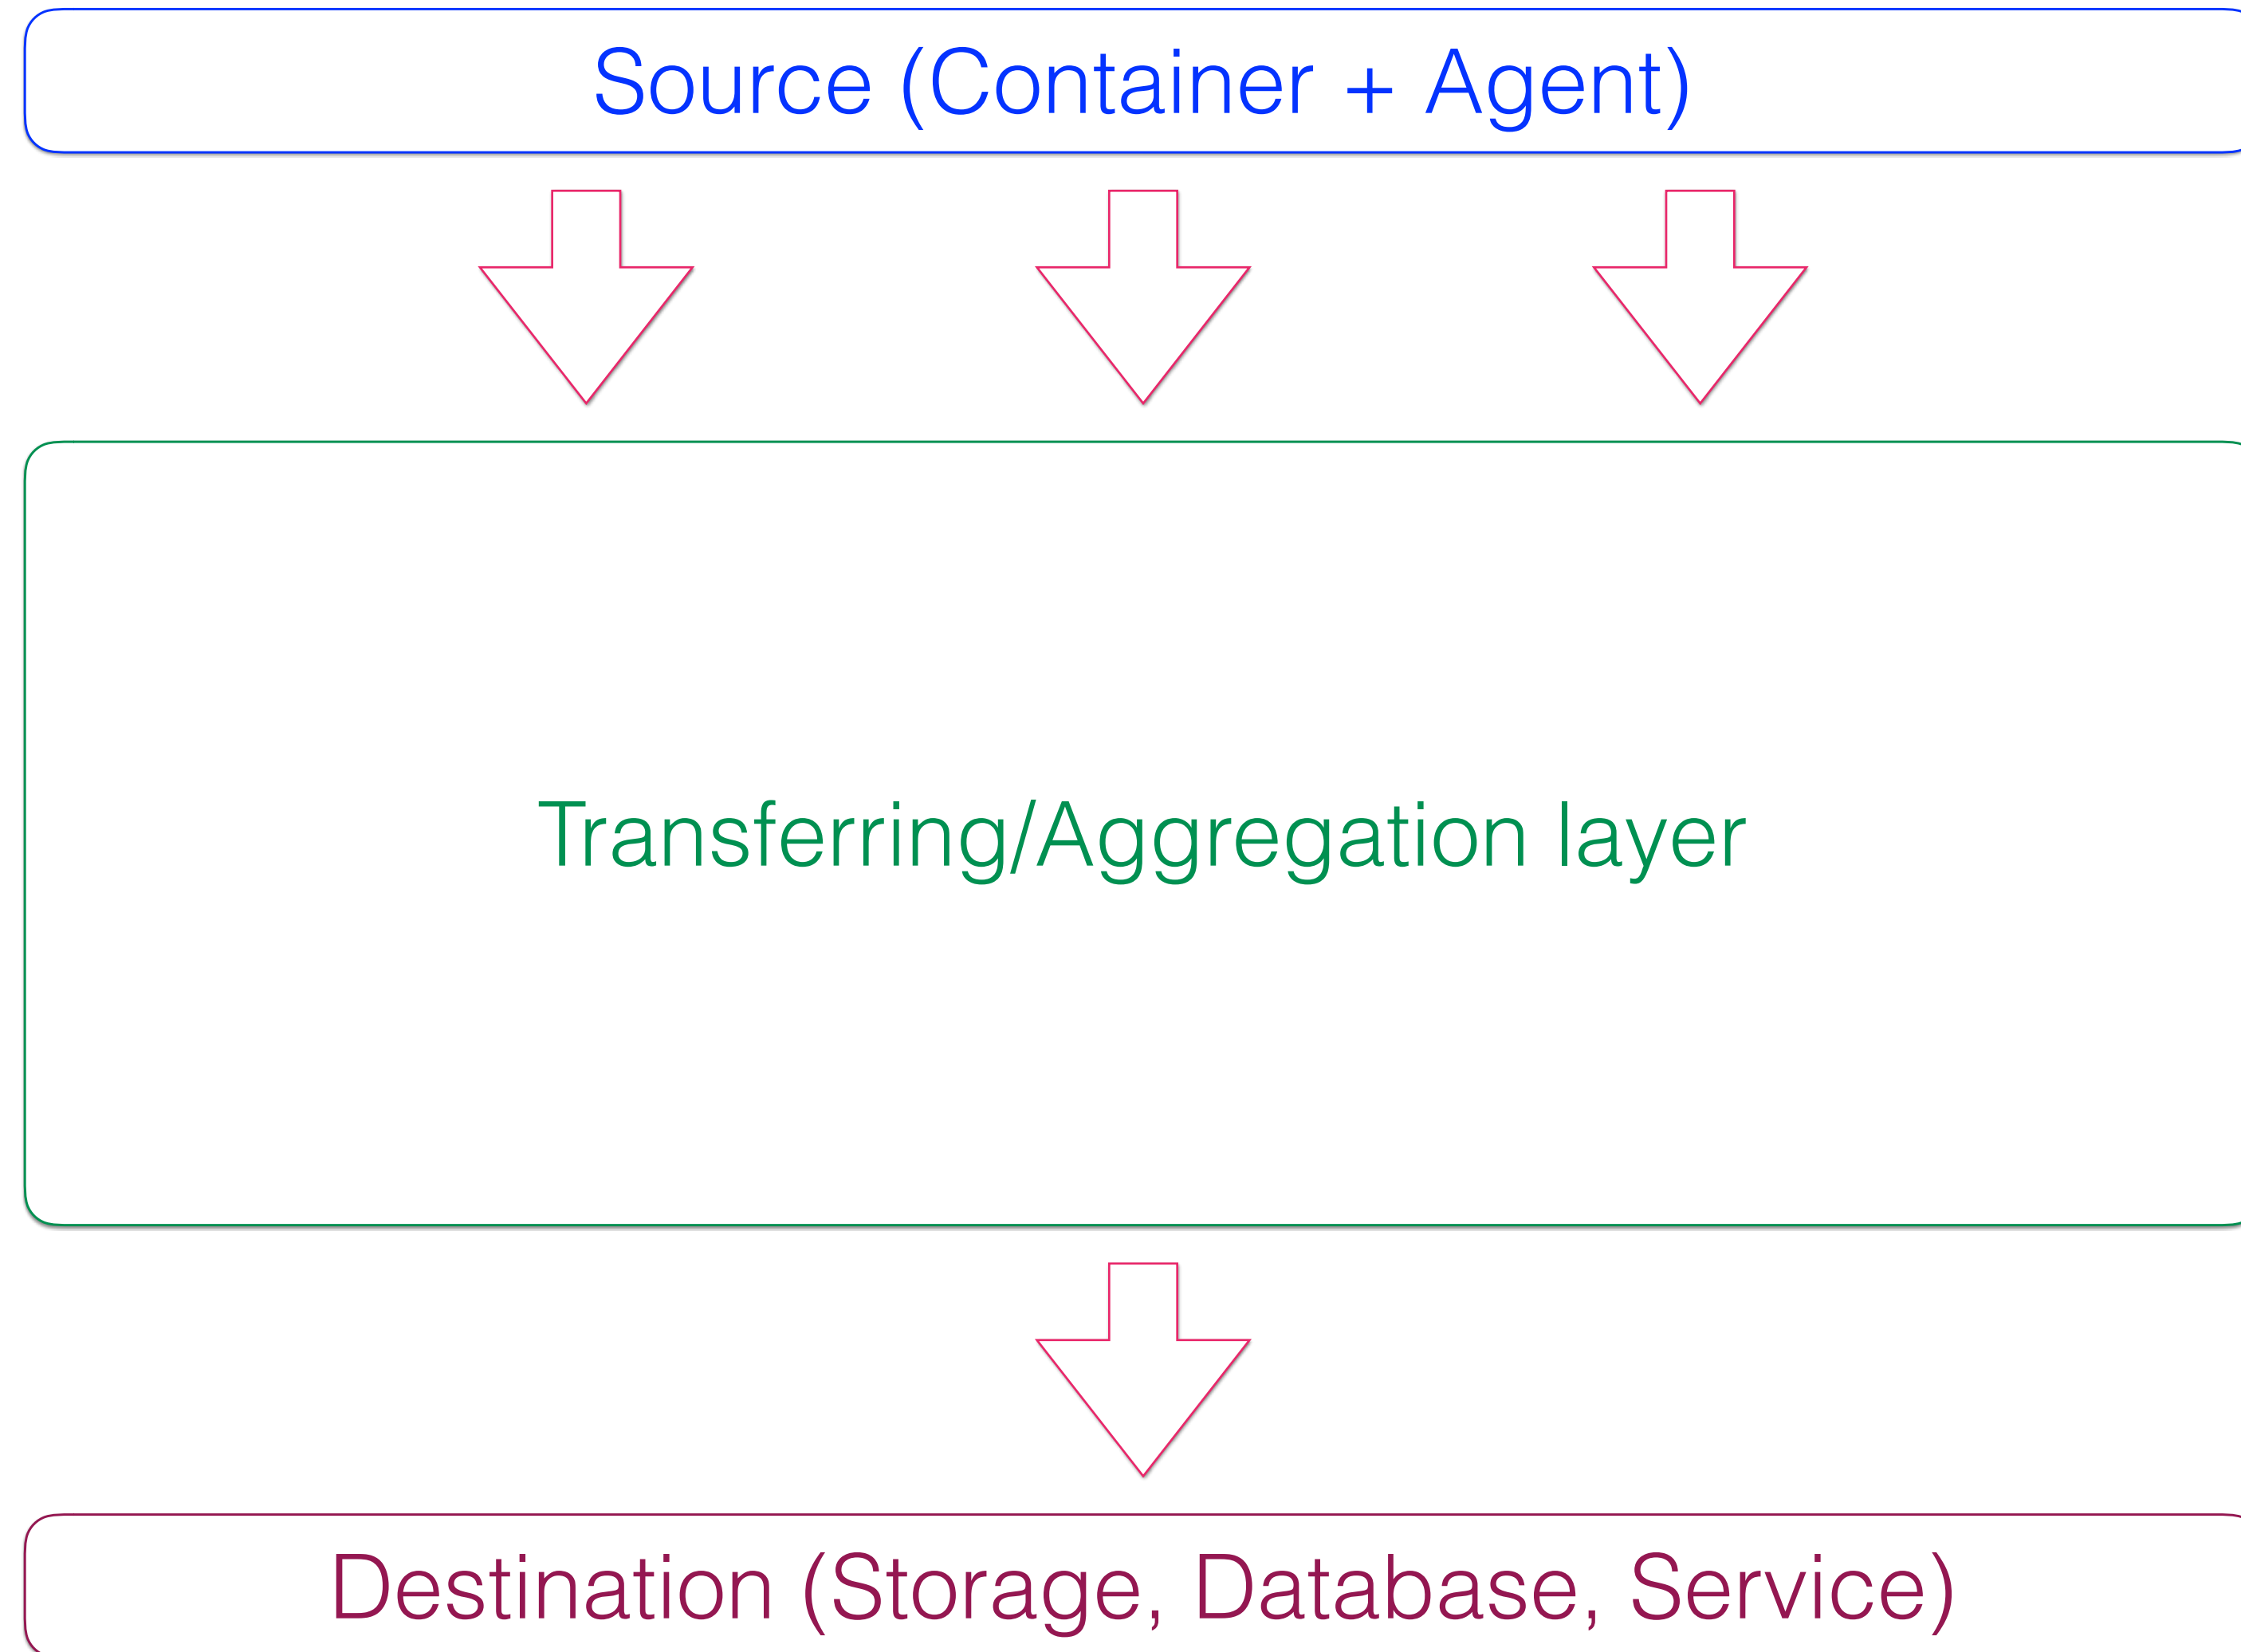 Source (Container + Agent)
Transferring/Aggregation layer
Destination (Storage, Database, Service)